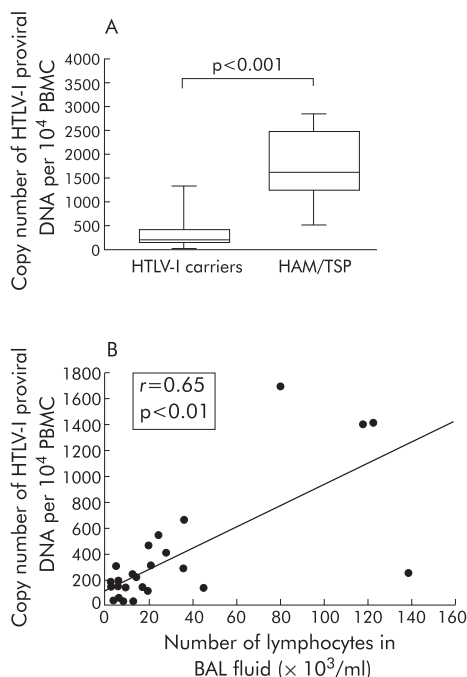 A
Copy number of HTLV-I proviral
DNA per 10⁴ PBMC
4000
3500
3000
2500
2000
1500
1000
500
0
p<0.001
HTLV-I carriers
HAM/TSP
B
Copy number of HTLV-I proviral
DNA per 10⁴ PBMC
1800
1600
1400
1200
1000
800
600
400
200
0
r=0.65
p<0.01
0 20 40 60 80 100 120 140 160
Number of lymphocytes in
BAL fluid (× 10³/ml)